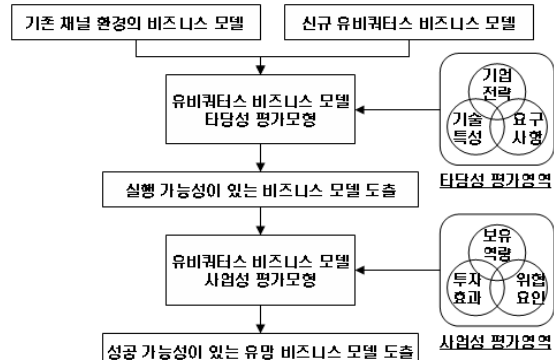 기존 채널 환경의 비즈니스 모델
신규 유비쿼터스 비즈니스 모델
유비쿼터스 비즈니스 모델
타당성 평가모형
기업
전략
기술
특성
요구
사항
타당성 평가영역
실행 가능성이 있는 비즈니스 모델 도출
유비쿼터스 비즈니스 모델
사업성 평가모형
보유
역량
투자
효과
위협
요인
사업성 평가영역
성공 가능성이 있는 유망 비즈니스 모델 도출